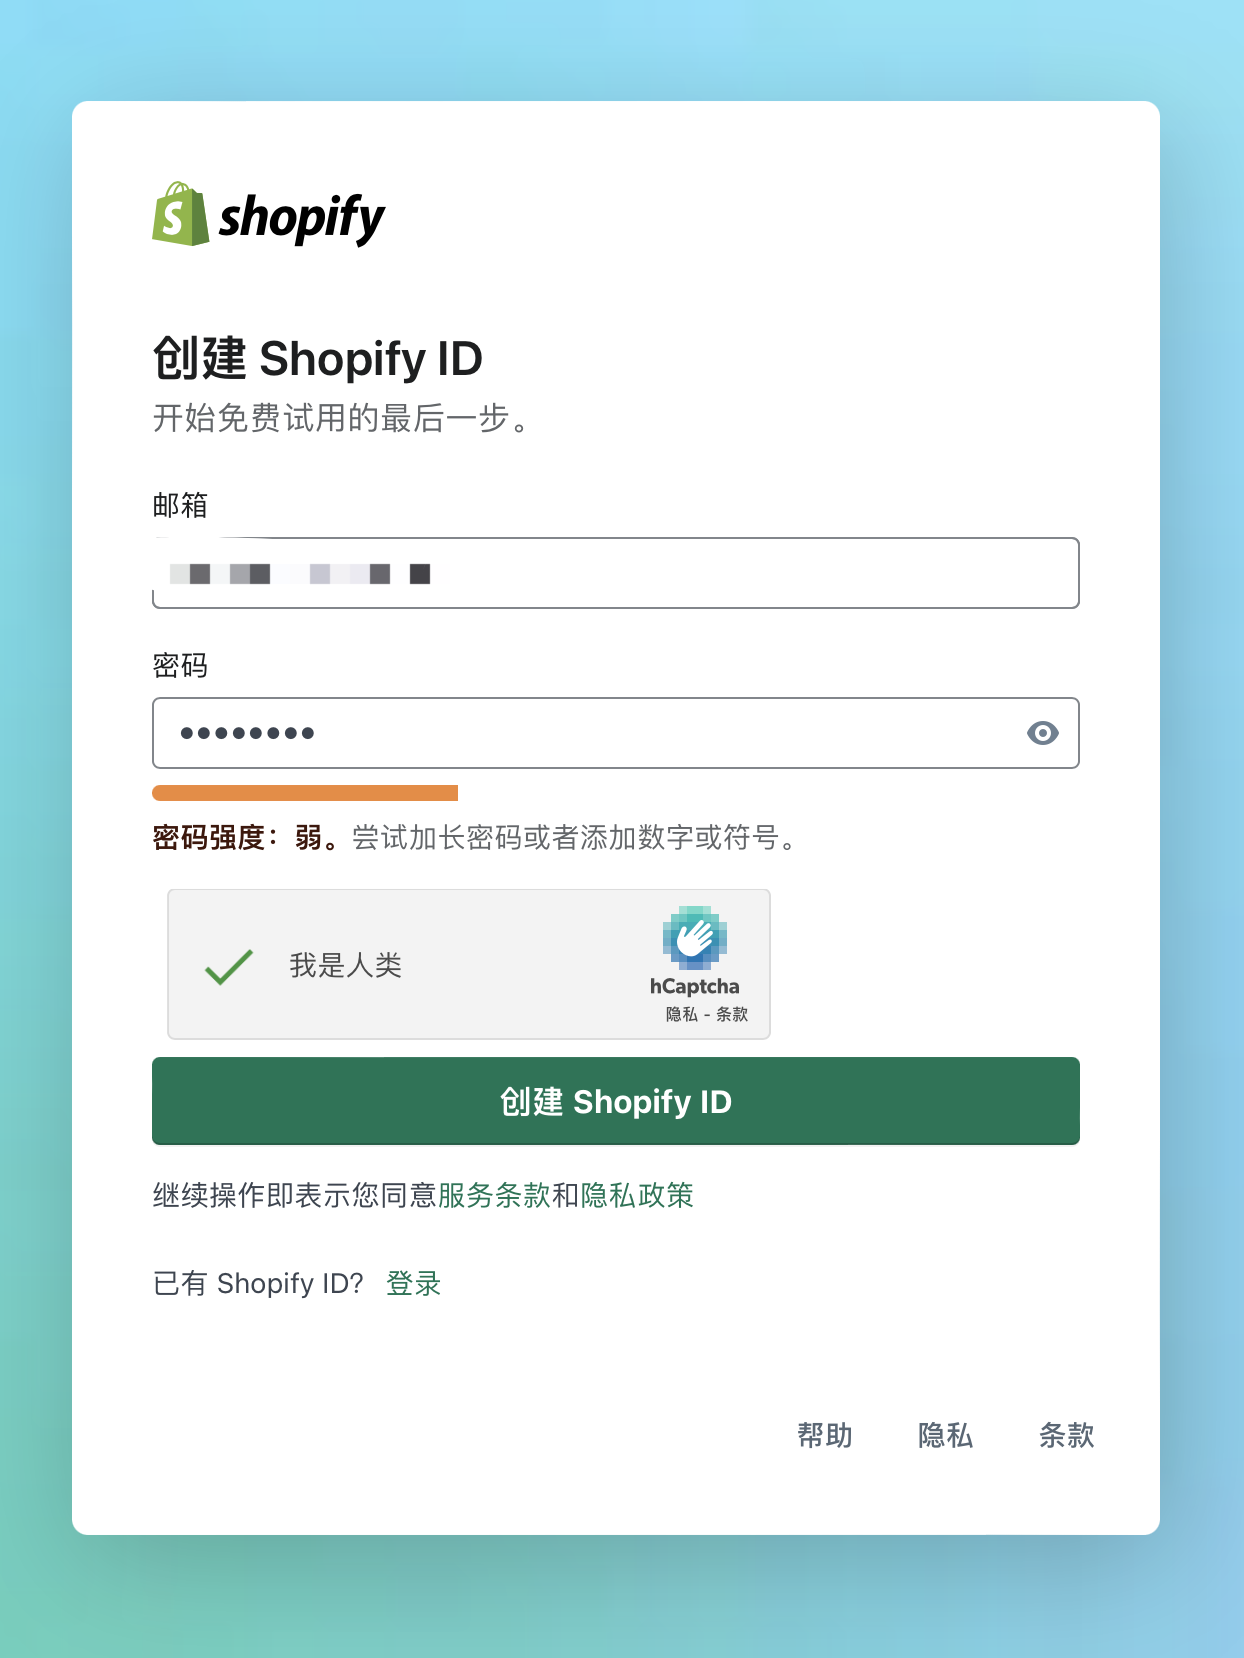 shopify
创建 Shopify ID
开始免费试用的最后一步。
邮箱
密码
••••••••
密码强度：弱。尝试加长密码或者添加数字或符号。
我是人类
hCaptcha
隐私 - 条款
创建 Shopify ID
继续操作即表示您同意服务条款和隐私政策
已有 Shopify ID? 登录
帮助 隐私 条款